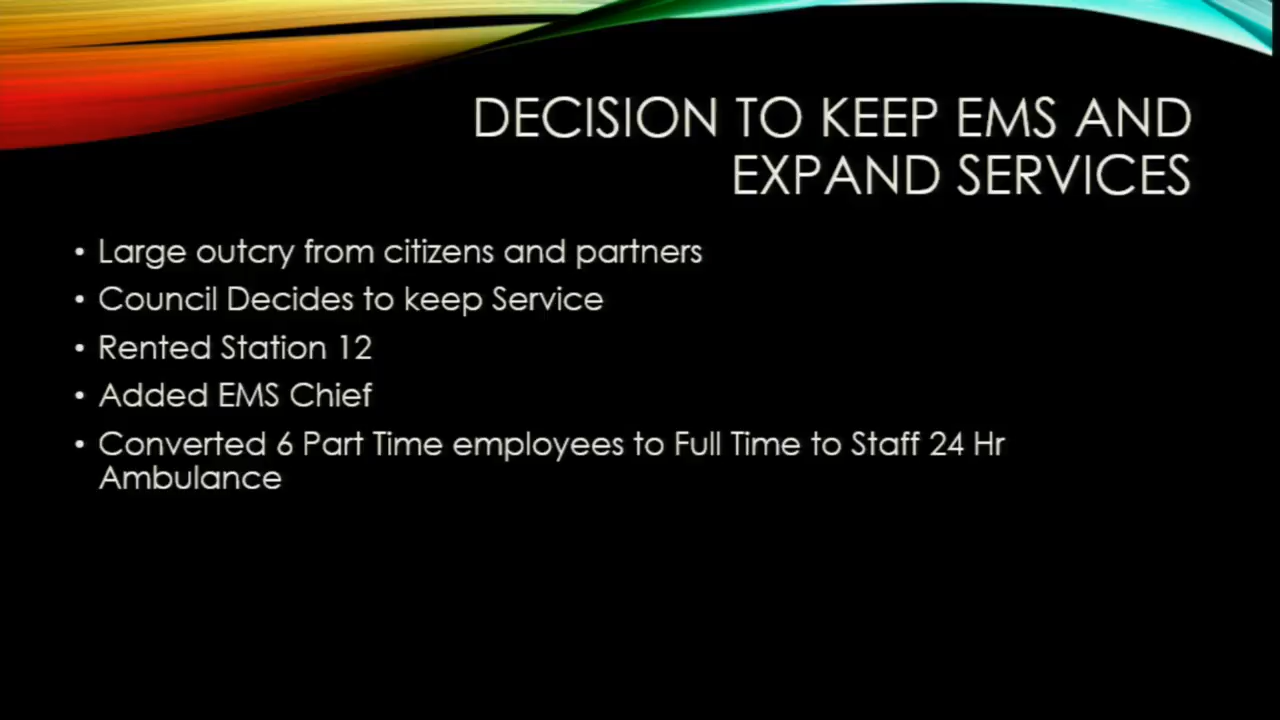 DECISION TO KEEP EMS AND
EXPAND SERVICES
• Large outcry from citizens and partners
• Council Decides to keep Service
• Rented Station 12
• Added EMS Chief
• Converted 6 Part Time employees to Full Time to Staff 24 Hr
Ambulance